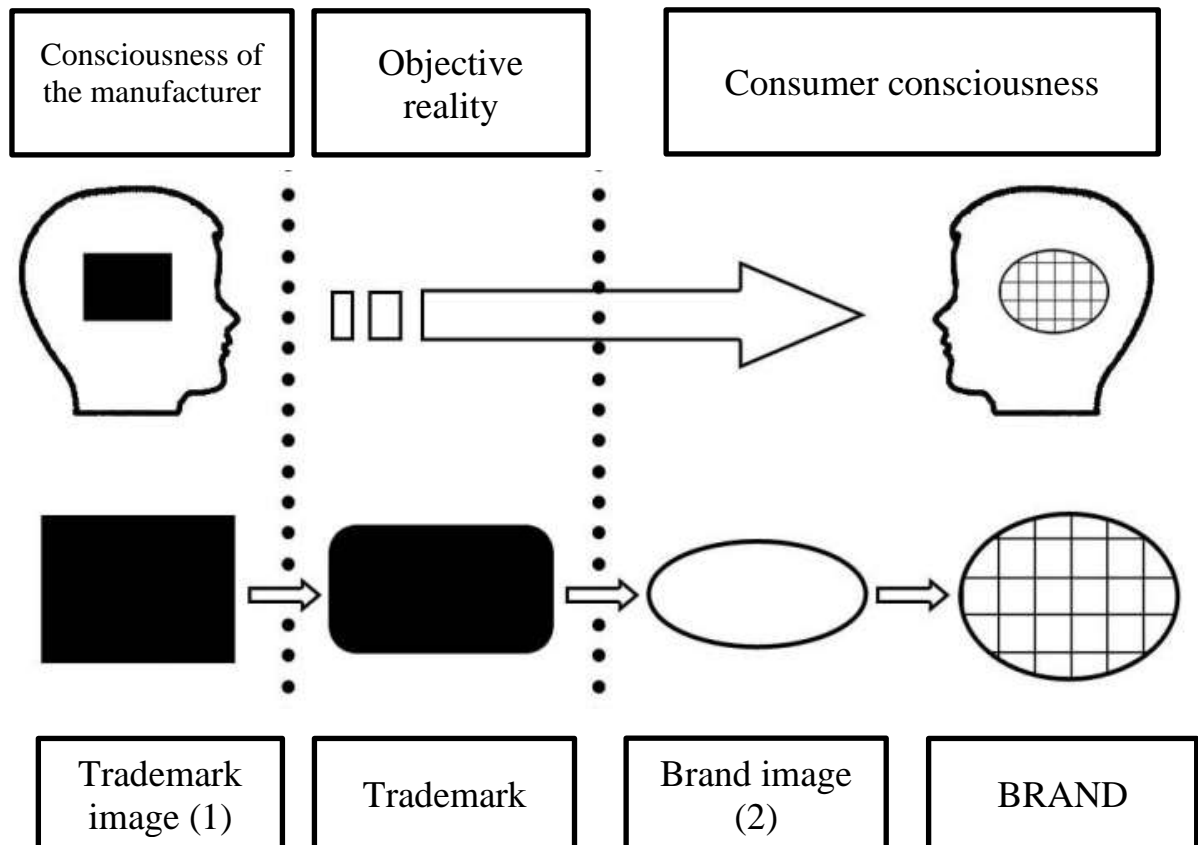 Consciousness of
the manufacturer
Objective
reality
Consumer consciousness
Trademark
image (1)
Trademark
Brand image
(2)
BRAND